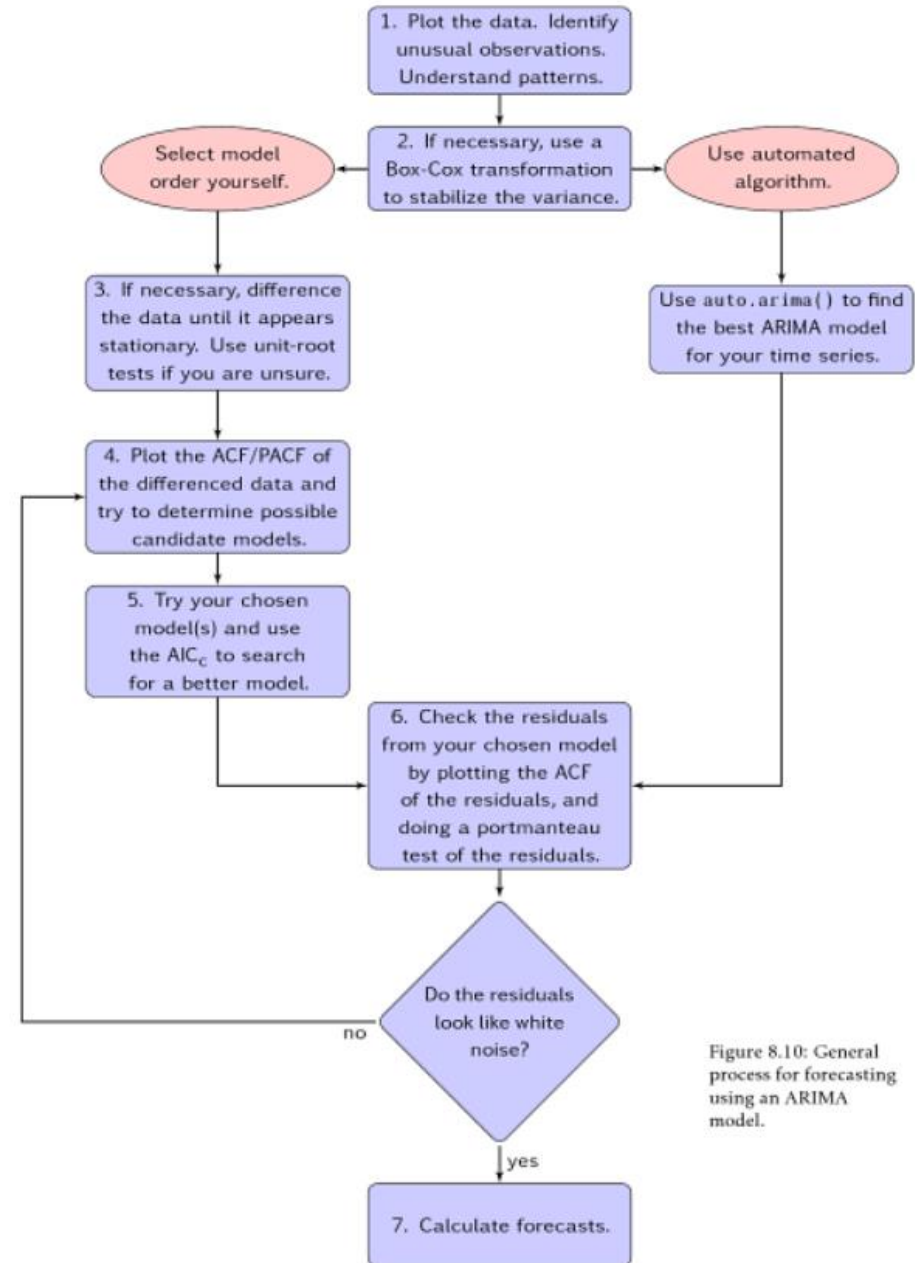 1. Plot the data. Identify
unusual observations.
Understand patterns.
Select model
order yourself.
2. If necessary, use a
Box-Cox transformation
to stabilize the variance.
Use automated
algorithm.
3. If necessary, difference
the data until it appears
stationary. Use unit-root
tests if you are unsure.
Use auto.arima() to find
the best ARIMA model
for your time series.
4. Plot the ACF/PACF of
the differenced data and
try to determine possible
candidate models.
5. Try your chosen
model(s) and use
the AICc to search
for a better model.
6. Check the residuals
from your chosen model
by plotting the ACF
of the residuals, and
doing a portmanteau
test of the residuals.
Do the residuals
look like white
noise?
no
yes
7. Calculate forecasts.
Figure 8.10: General
process for forecasting
using an ARIMA
model.